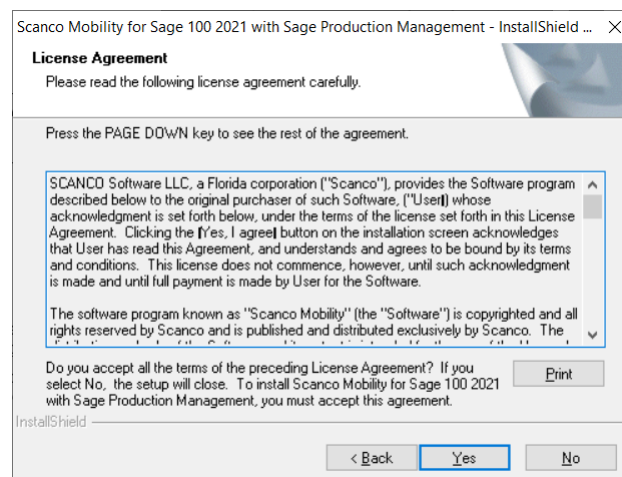 Scanco Mobility for Sage 100 2021 with Sage Production Management - InstallShield ...
License Agreement
Please read the following license agreement carefully.
Press the PAGE DOWN key to see the rest of the agreement.
SCANCO Software LLC, a Florida corporation ("Scanco"), provides the Software program
described below to the original purchaser of such Software, ("User") whose
acknowledgment is set forth below, under the terms of the license set forth in this License
Agreement. Clicking the Yes, I agree button on the installation screen acknowledges
that User has read this Agreement, and understands and agrees to be bound by its terms
and conditions. This license does not commence, however, until such acknowledgment
is made and until full payment is made by User for the Software.
The software program known as "Scanco Mobility" (the "Software") is copyrighted and all
rights reserved by Scanco and is published and distributed exclusively by Scanco. The
Do you accept all the terms of the preceding License Agreement? If you
select No, the setup will close. To install Scanco Mobility for Sage 100 2021
with Sage Production Management, you must accept this agreement.
Print
InstallShield
< Back
Yes
No